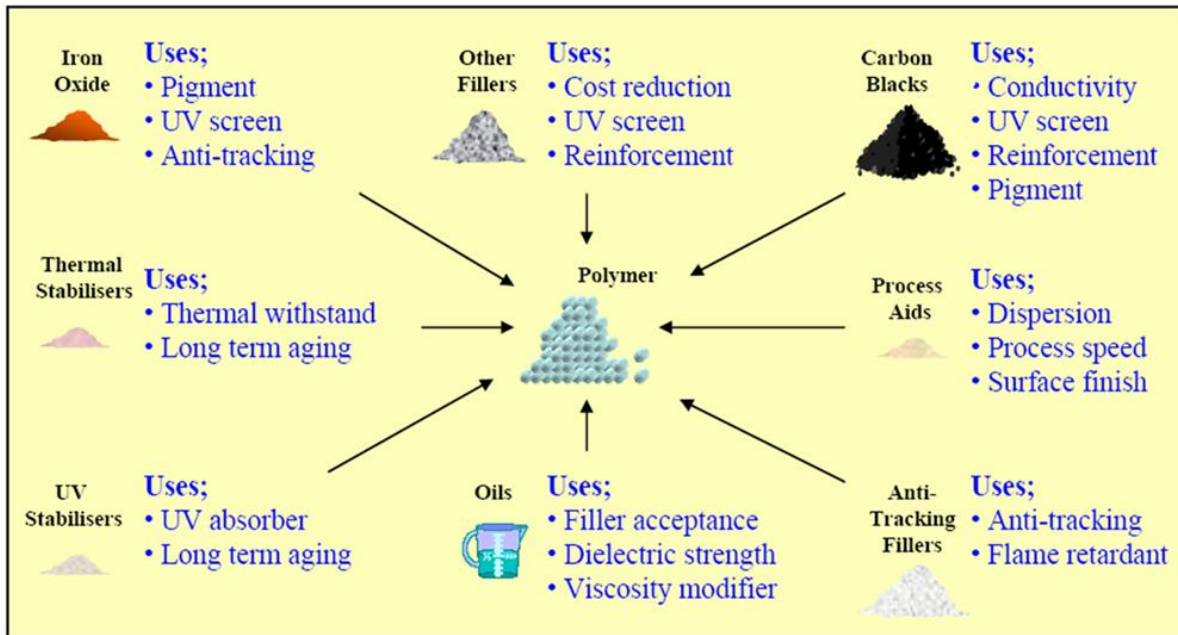 Iron
Oxide
Uses;
• Pigment
• UV screen
• Anti-tracking
Other
Fillers
Uses;
• Cost reduction
• UV screen
• Reinforcement
Carbon
Blacks
Uses;
• Conductivity
• UV screen
• Reinforcement
• Pigment
Thermal
Stabilisers
Uses;
• Thermal withstand
• Long term aging
Polymer
Process
Aids
Uses;
• Dispersion
• Process speed
• Surface finish
UV
Stabilisers
Uses;
• UV absorber
• Long term aging
Oils
Uses;
• Filler acceptance
• Dielectric strength
• Viscosity modifier
Anti-
Tracking
Fillers
Uses;
• Anti-tracking
• Flame retardant